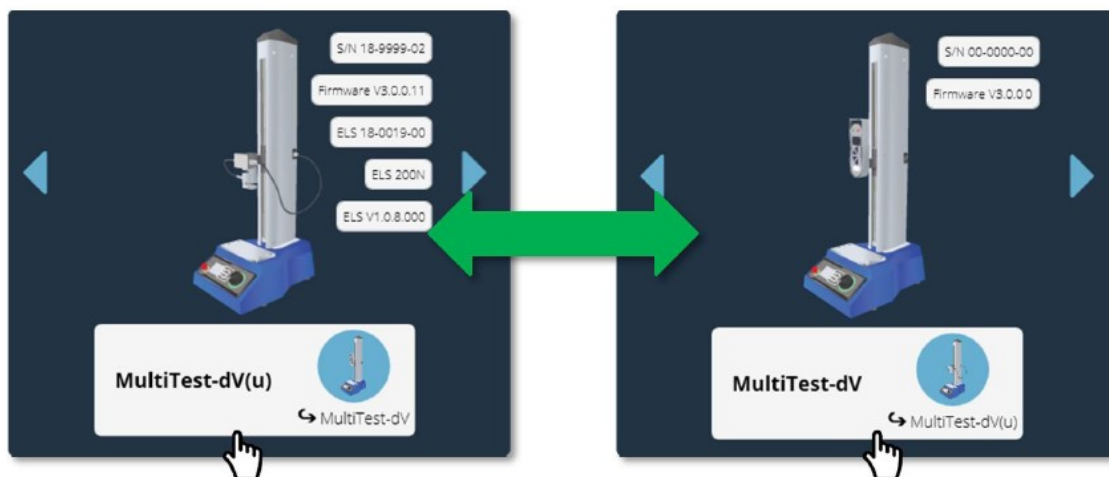 S/N 18-9999-02
Firmware V3.0.0.11
ELS 18-0019-00
ELS 200N
ELS V1.0.8.000
MultiTest-dV(u)
MultiTest-dV
S/N 00-0000-00
Firmware V3.0.0.0
MultiTest-dV
MultiTest-dV(u)